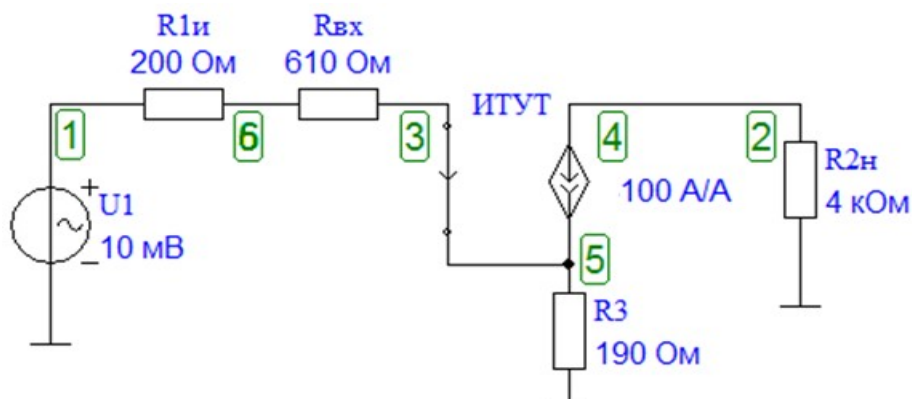 R1и
200 Ом
Rвх
610 Ом
ИТУТ
1
6
3
4
2
U1
10 мВ
100 А/А
R2н
4 кОм
5
R3
190 Ом